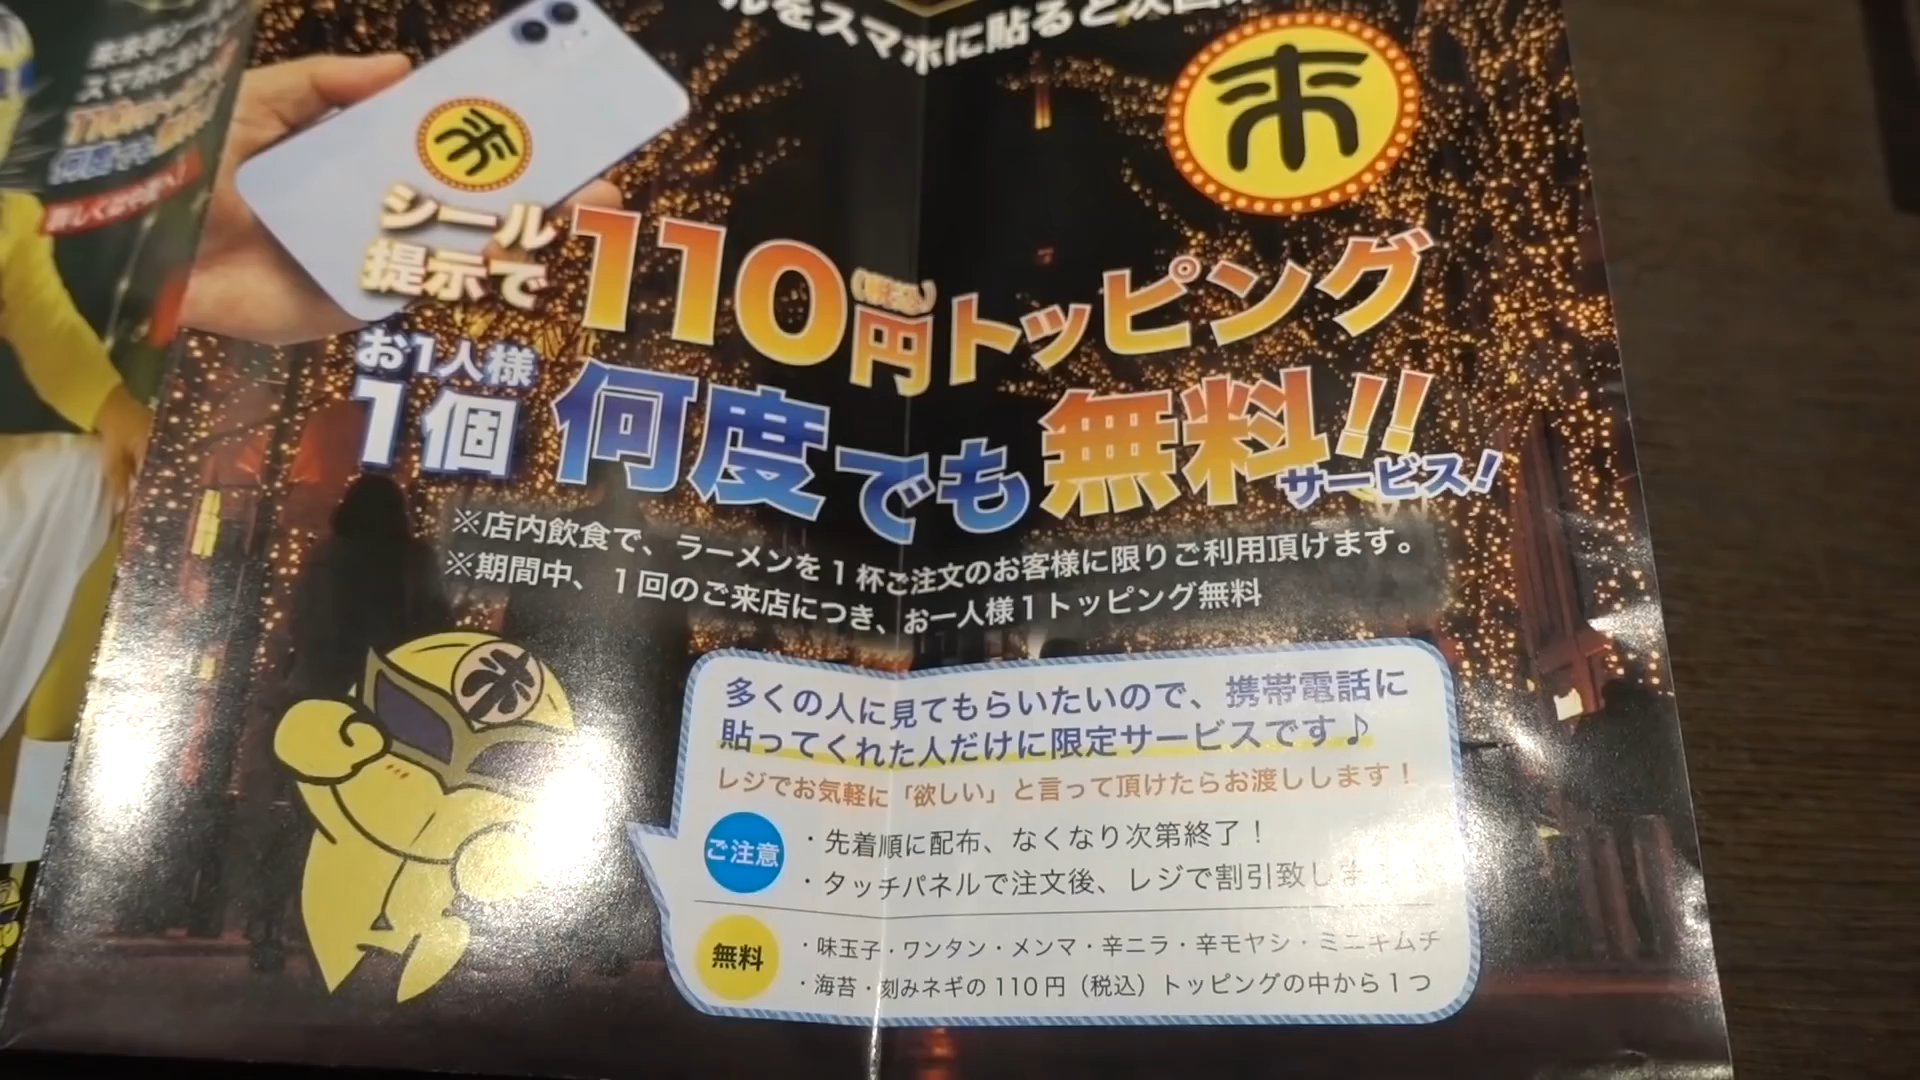 ルをスマホに貼ると次回
末
シール
提示で
110円(税込)トッピング
お1人様
1個
何度でも無料!!
サービス!
※店内飲食で、ラーメンを1杯ご注文のお客様に限りご利用頂けます。
※期間中、1回のご来店につき、お一人様1トッピング無料
多くの人に見てもらいたいので、携帯電話に
貼ってくれた人だけに限定サービスです♪
レジでお気軽に「欲しい」と言って頂けたらお渡しします!
ご注意
・先着順に配布、なくなり次第終了!
・タッチパネルで注文後、レジで割引致しま
無料
・味玉子・ワンタン・メンマ・辛ニラ・辛モヤシ・ミニキムチ
・海苔・刻みネギの110円(税込)トッピングの中から1つ